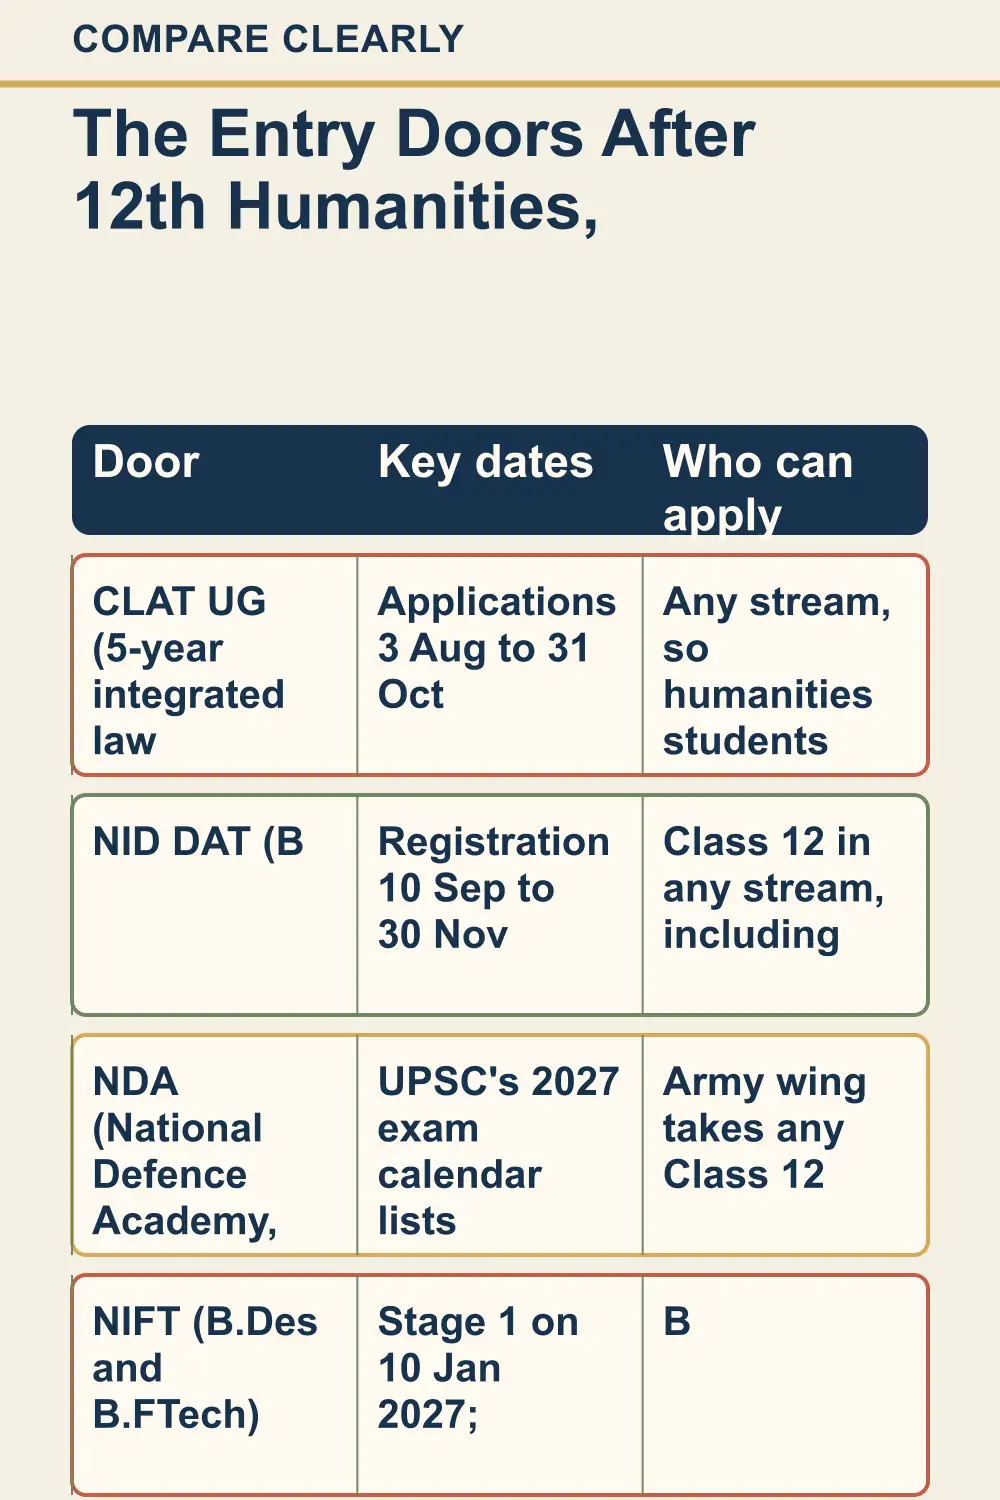 COMPARE CLEARLY
The Entry Doors After
12th Humanities,
Door
Key dates
Who can
apply
CLAT UG
(5-year
integrated
law
Applications
3 Aug to 31
Oct
Any stream,
so
humanities
students
NID DAT (B
Registration
10 Sep to
30 Nov
Class 12 in
any stream,
including
NDA
(National
Defence
Academy,
UPSC's 2027
exam
calendar
lists
Army wing
takes any
Class 12
NIFT (B.Des
and
B.FTech)
Stage 1 on
10 Jan
2027;
B